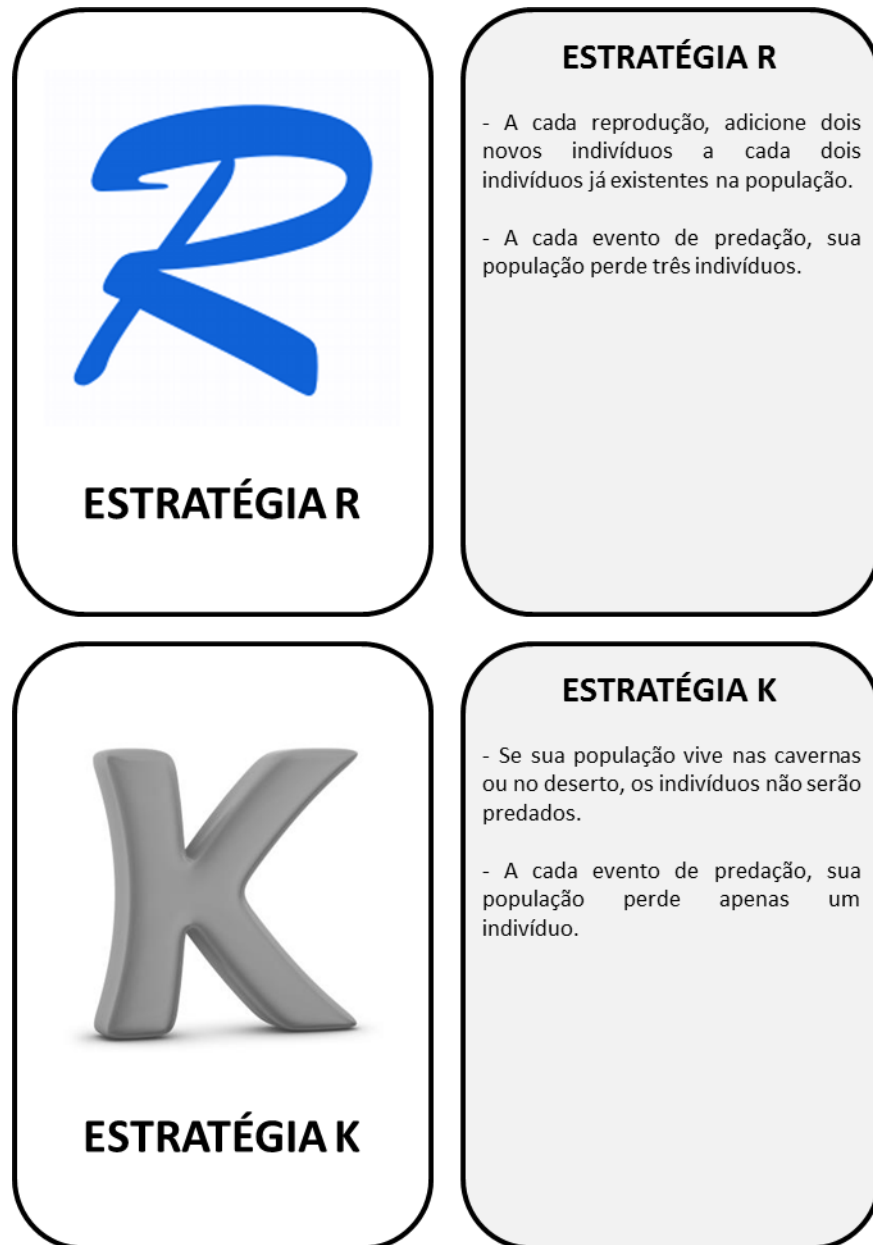 R
ESTRATÉGIA R
ESTRATÉGIA R
- A cada reprodução, adicione dois
novos indivíduos a cada dois
indivíduos já existentes na população.
- A cada evento de predação, sua
população perde três indivíduos.
K
ESTRATÉGIA K
ESTRATÉGIA K
- Se sua população vive nas cavernas
ou no deserto, os indivíduos não serão
predados.
- A cada evento de predação, sua
população perde apenas um
indivíduo.